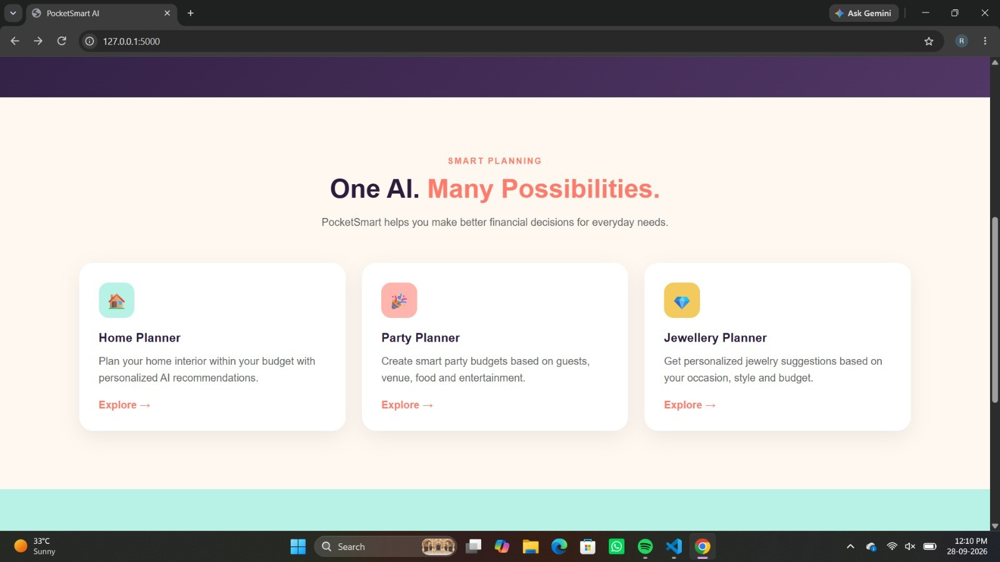 PocketSmart AI
Ask Gemini
127.0.0.1:5000
R
SMART PLANNING
One AI. Many Possibilities.
PocketSmart helps you make better financial decisions for everyday needs.
Home Planner
Plan your home interior within your budget with
personalized AI recommendations.
Explore →
Party Planner
Create smart party budgets based on guests,
venue, food and entertainment.
Explore →
Jewellery Planner
Get personalized jewelry suggestions based on
your occasion, style and budget.
Explore →
33°C
Sunny
Search
12:10 PM
28-09-2026